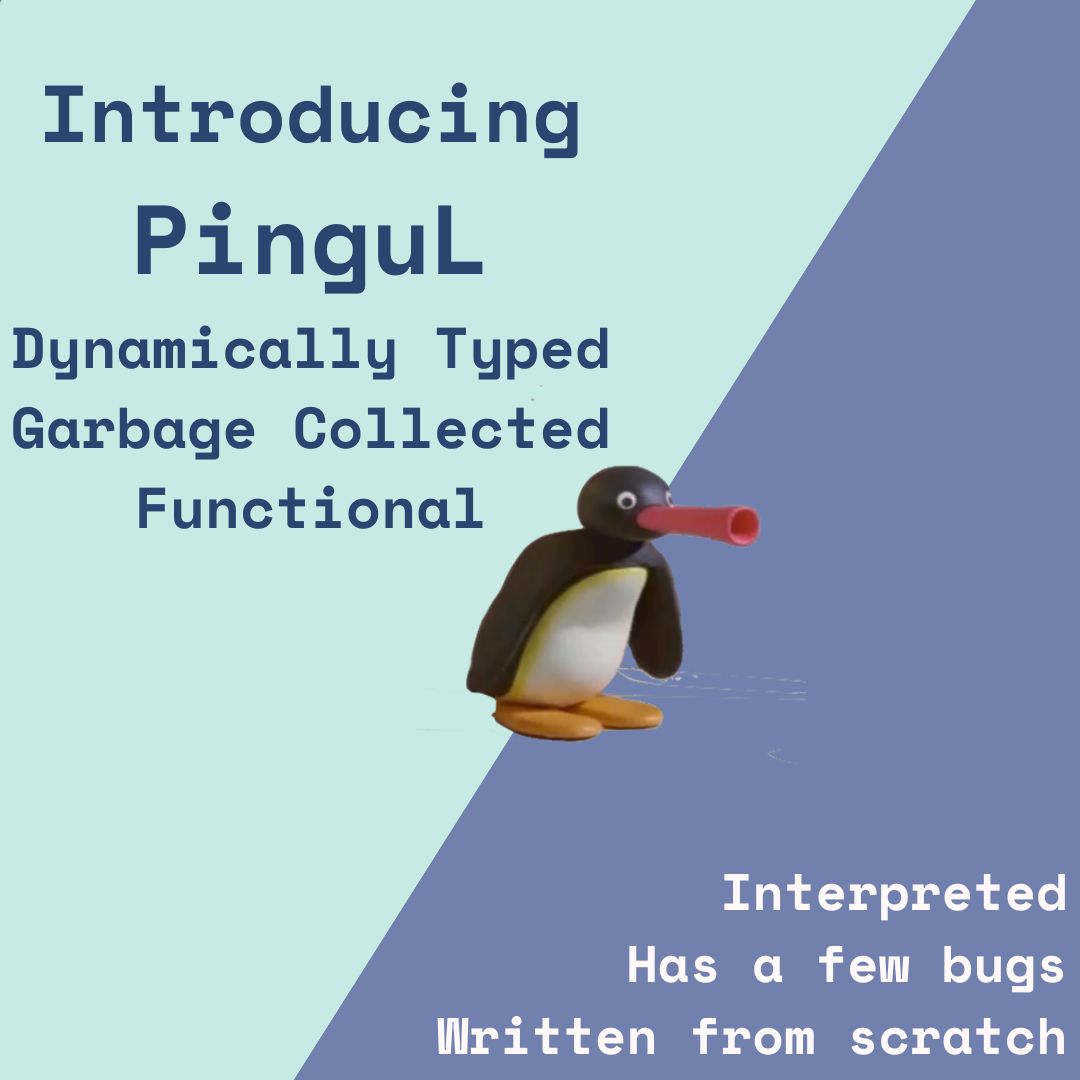 Introducing
PinguL
Dynamically Typed
Garbage Collected
Functional
Interpreted
Has a few bugs
Written from scratch